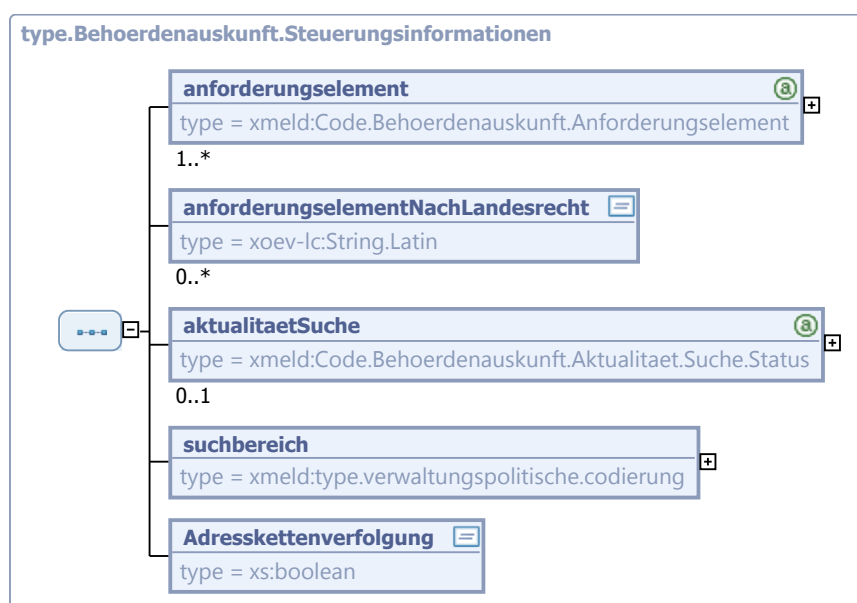 type.Behoerdenauskunft.Steuerungsinformationen
anforderungselement
type = xmeld:Code.Behoerdenauskunft.Anforderungselement
1..*
anforderungselementNachLandesrecht
type = xoev-lc:String.Latin
0..*
aktualitaetSuche
type = xmeld:Code.Behoerdenauskunft.Aktualitaet.Suche.Status
0..1
suchbereich
type = xmeld:type.verwaltungspolitische.codierung
Adresskettenverfolgung
type = xs:boolean